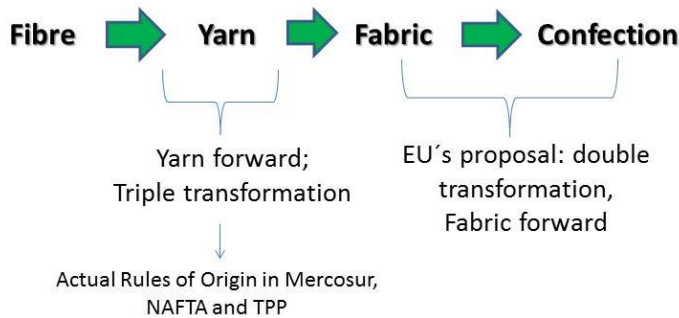 Fibre Yarn Fabric Confection
Yarn forward;
Triple transformation
EU´s proposal: double
transformation,
Fabric forward
Actual Rules of Origin in Mercosur,
NAFTA and TPP